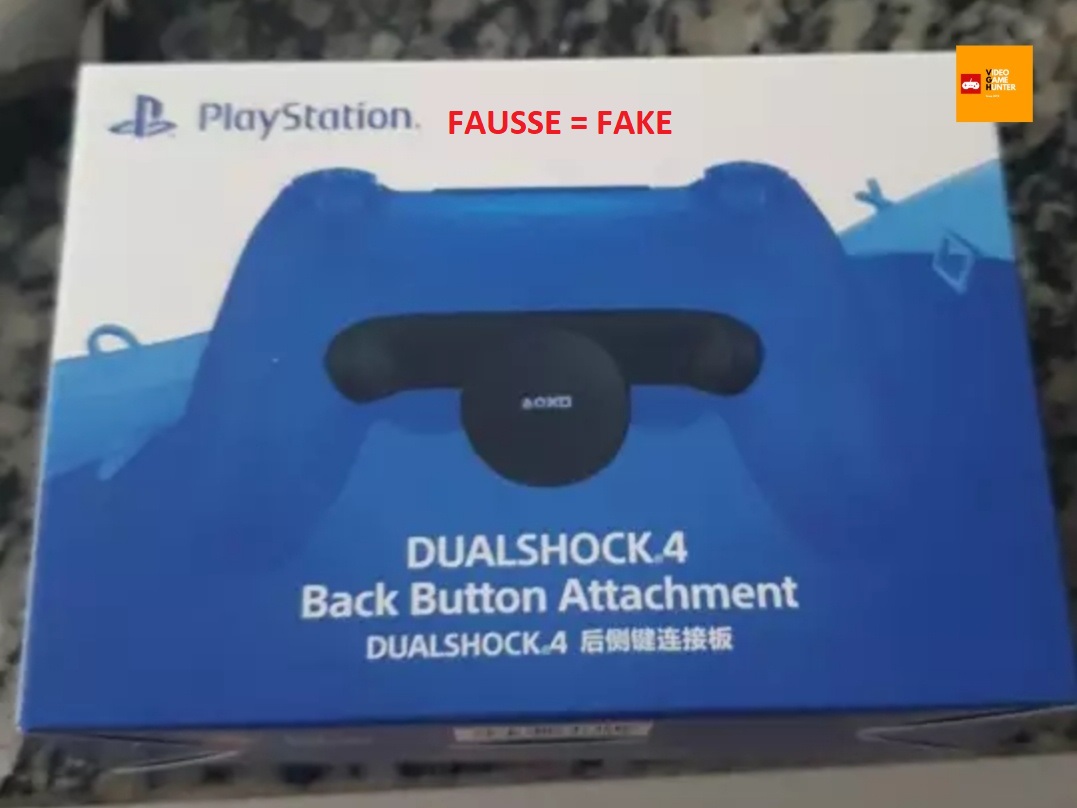 PlayStation.
FAUSSE = FAKE
VIDEO
GAME
HUNTER
DUALSHOCK.4
Back Button Attachment
DUALSHOCK.4 后侧键连接板